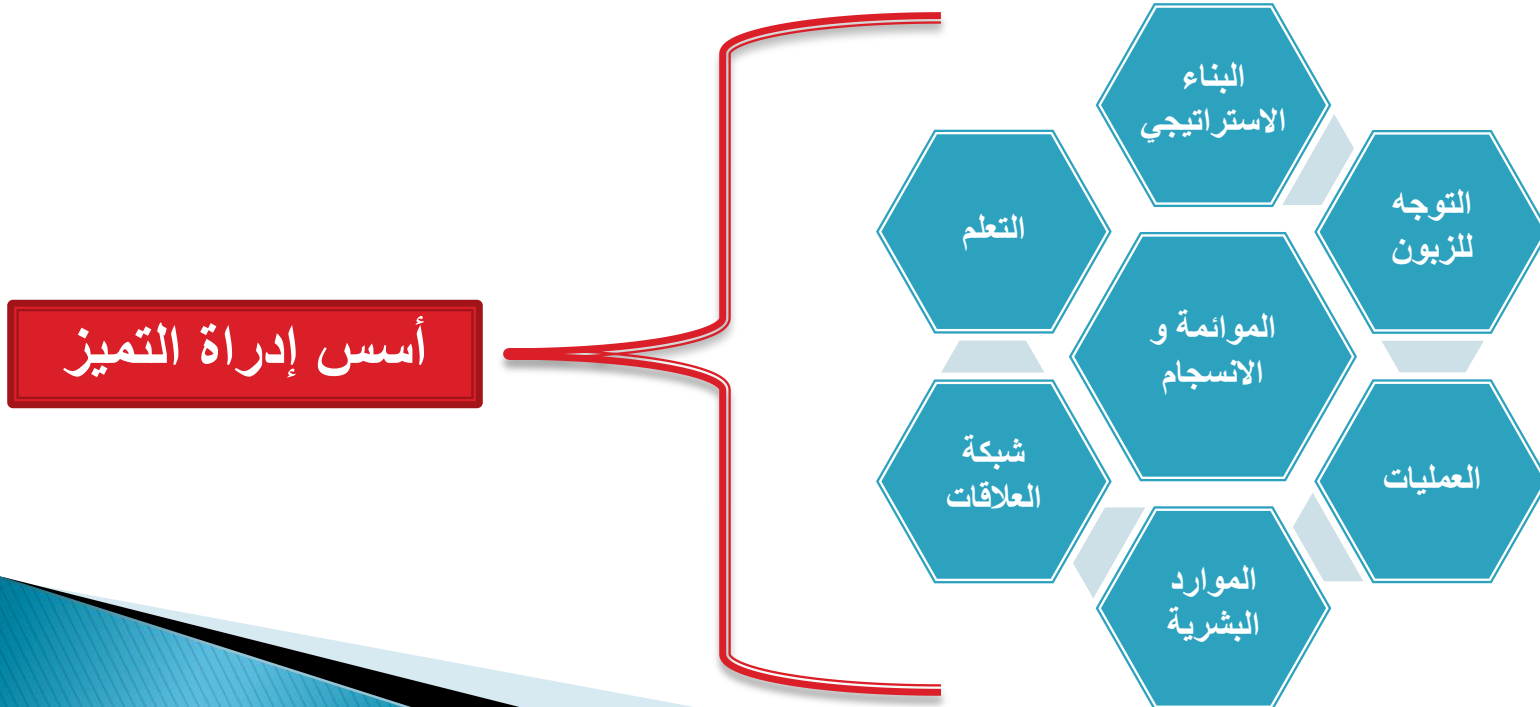 أسس إدراة التميز
البناء
الاستراتيجي
التوجه
للزبون
العمليات
الموارد
البشرية
شبكة
العلاقات
التعلم
الموائمة و
الانسجام